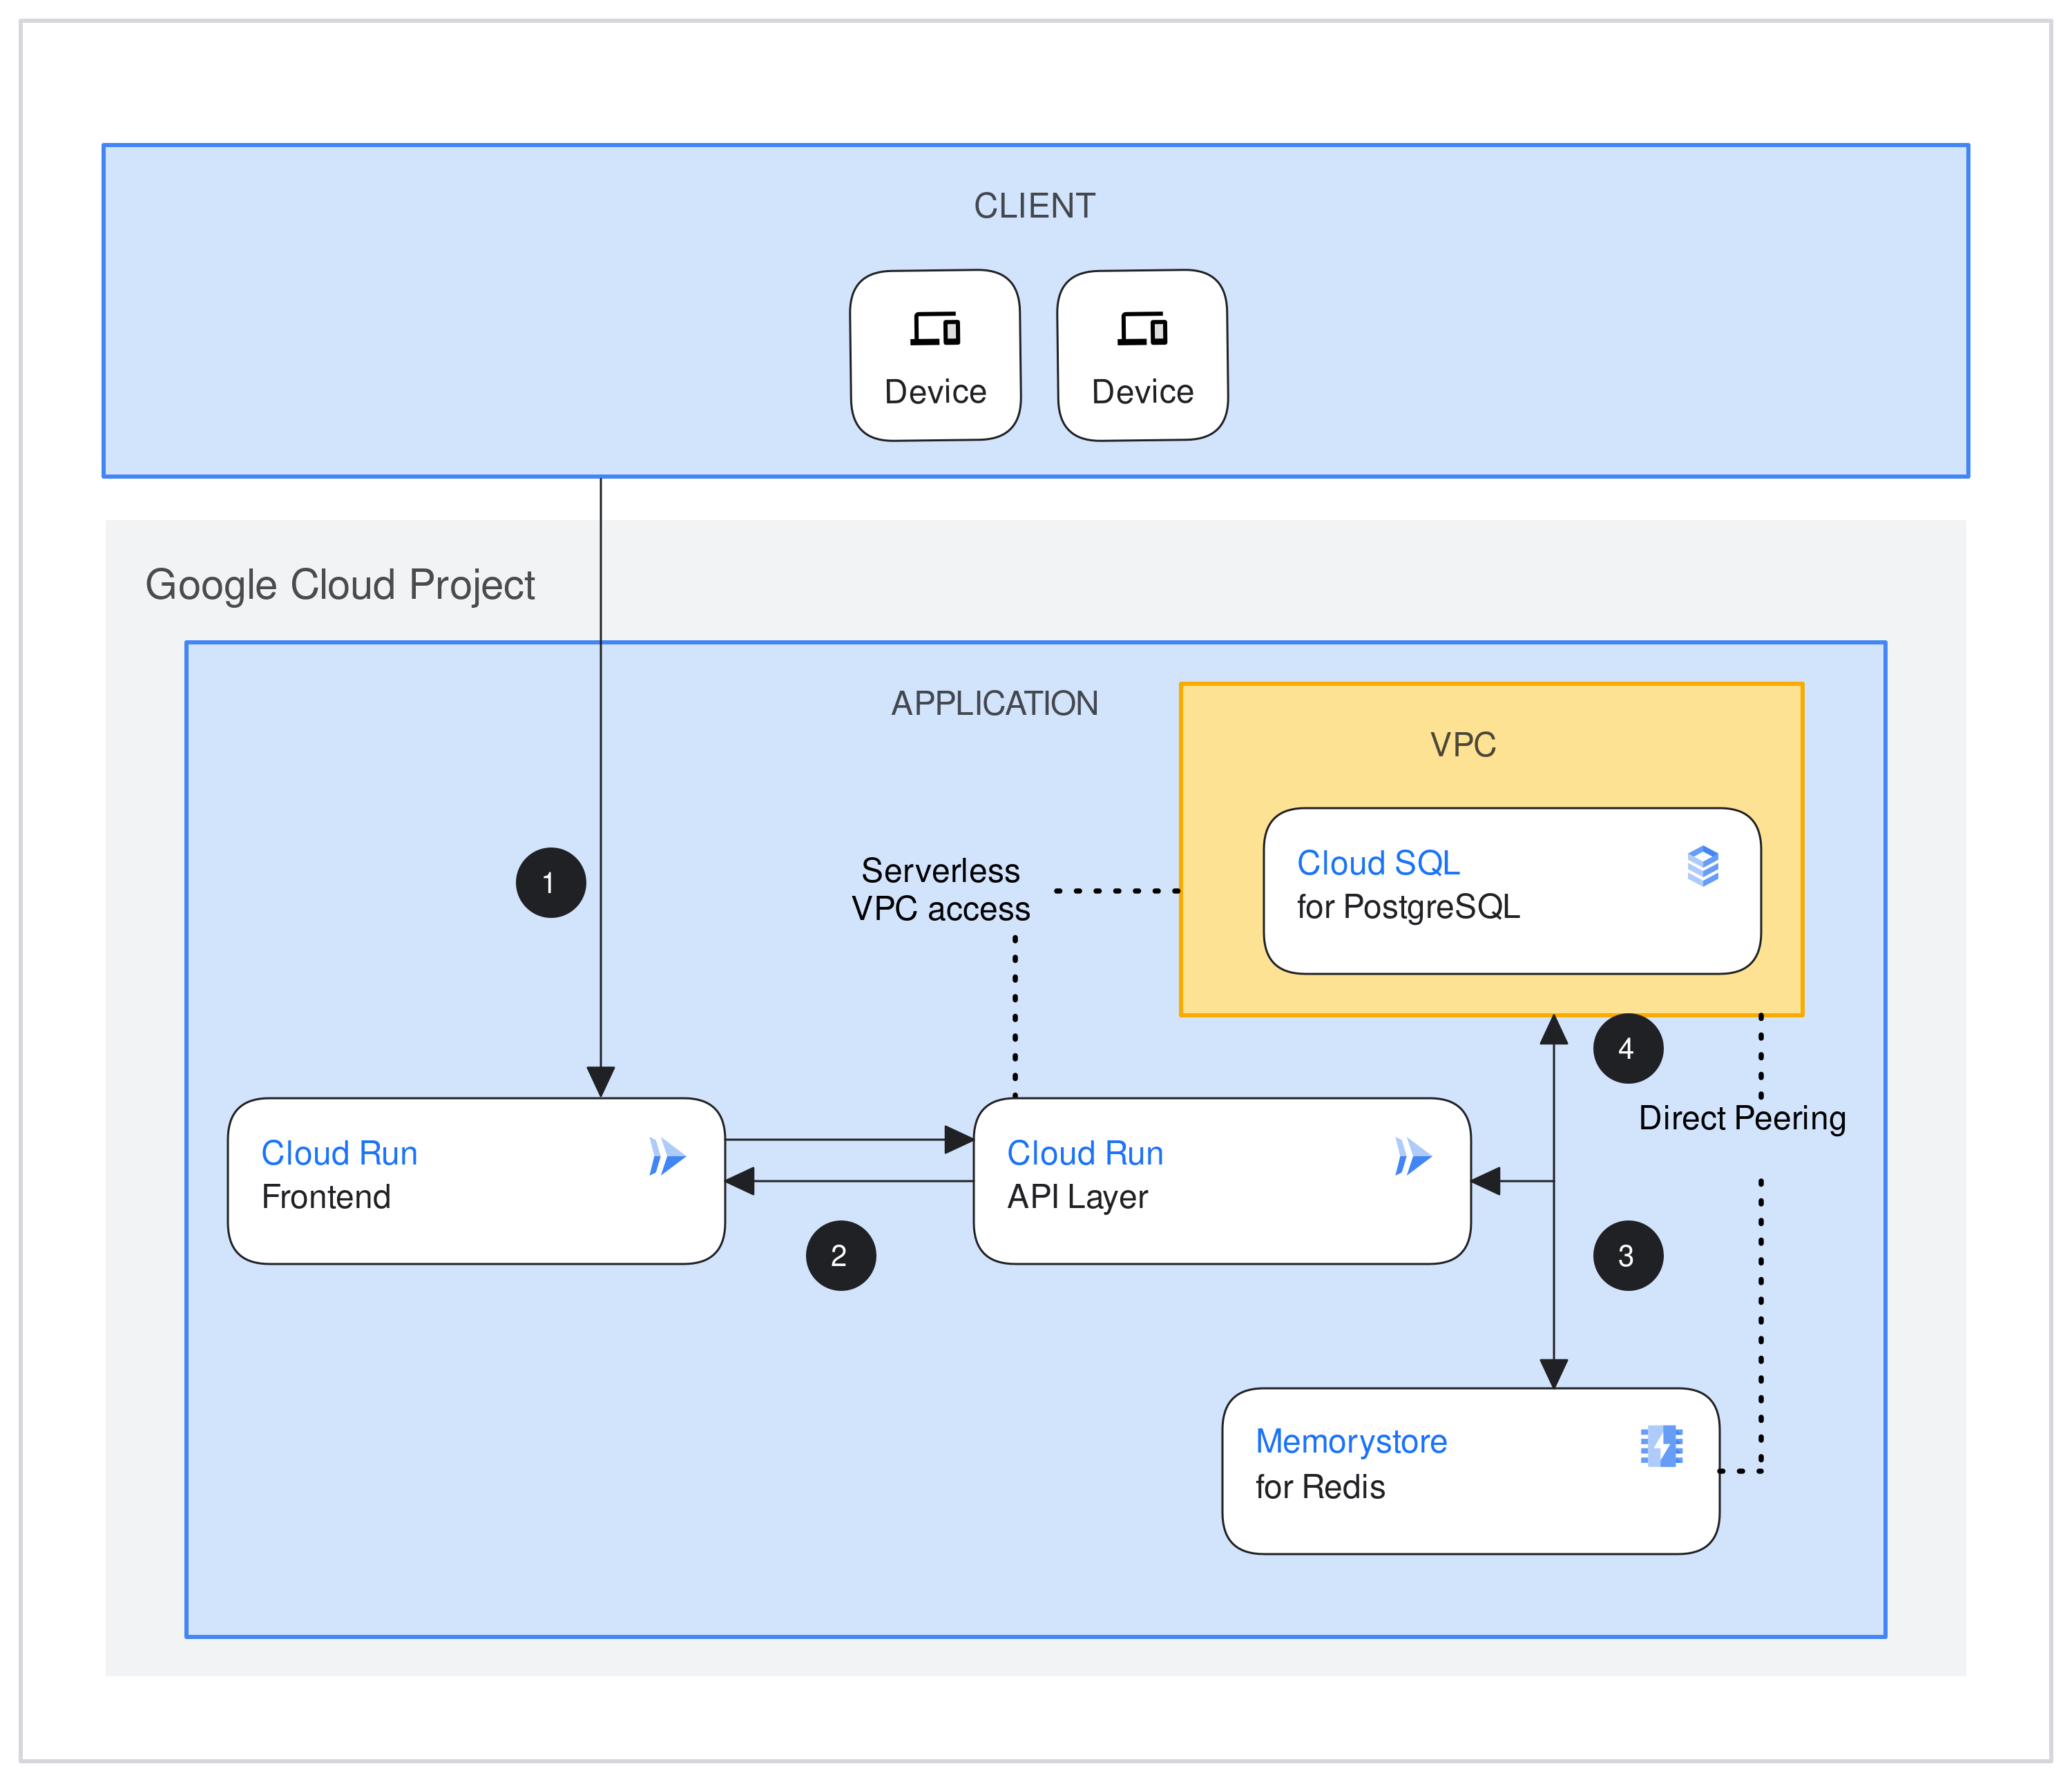 CLIENT
Device
Device
Google Cloud Project
APPLICATION
VPC
Cloud SQL
for PostgreSQL
Serverless
VPC access
1
4
Direct Peering
Cloud Run
Frontend
Cloud Run
API Layer
2
3
Memorystore
for Redis